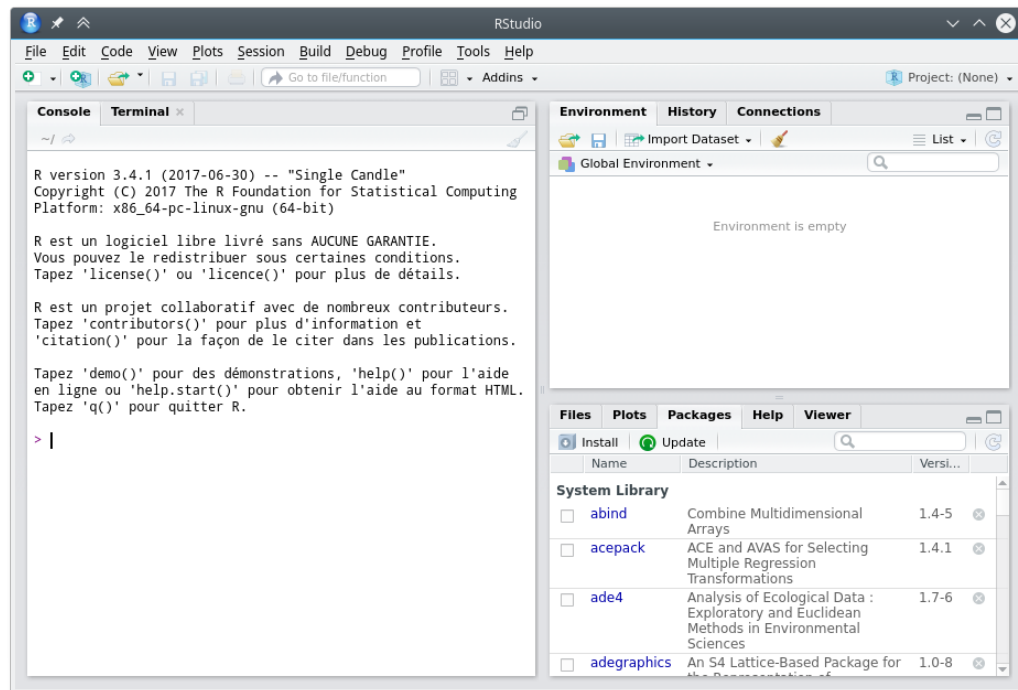 RStudio
File Edit Code View Plots Session Build Debug Profile Tools Help
Go to file/function Addins Project: (None)
Console Terminal
~/
R version 3.4.1 (2017-06-30) -- "Single Candle"
Copyright (C) 2017 The R Foundation for Statistical Computing
Platform: x86_64-pc-linux-gnu (64-bit)
R est un logiciel libre livré sans AUCUNE GARANTIE.
Vous pouvez le redistribuer sous certaines conditions.
Tapez 'license()' ou 'licence()' pour plus de détails.
R est un projet collaboratif avec de nombreux contributeurs.
Tapez 'contributors()' pour plus d'information et
'citation()' pour la façon de le citer dans les publications.
Tapez 'demo()' pour des démonstrations, 'help()' pour l'aide
en ligne ou 'help.start()' pour obtenir l'aide au format HTML.
Tapez 'q()' pour quitter R.
>
Environment History Connections
Import Dataset List
Global Environment
Environment is empty
Files Plots Packages Help Viewer
Install Update
Name Description Versi...
System Library
abind Combine Multidimensional 1.4-5
Arrays
acepack ACE and AVAS for Selecting 1.4.1
Multiple Regression
Transformations
ade4 Analysis of Ecological Data : 1.7-6
Exploratory and Euclidean
Methods in Environmental
Sciences
adegraphics An S4 Lattice-Based Package for 1.0-8
the Representation of